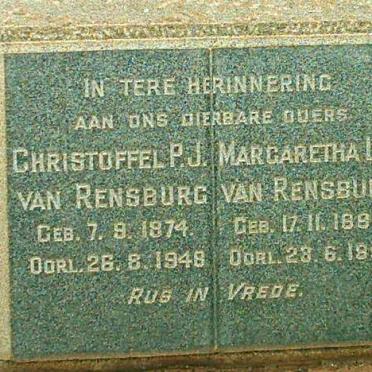 IN TERE HERINNERING
AAN ONS DIERBARE OUERS
CHRISTOFFEL P.J.
VAN RENSBURG
GEB. 7. 9. 1874.
OORL. 26. 8. 1948
MARGARETHA
VAN RENSBU
GEB. 17. 11. 18
OORL. 23. 6. 19
RUS IN VREDE.